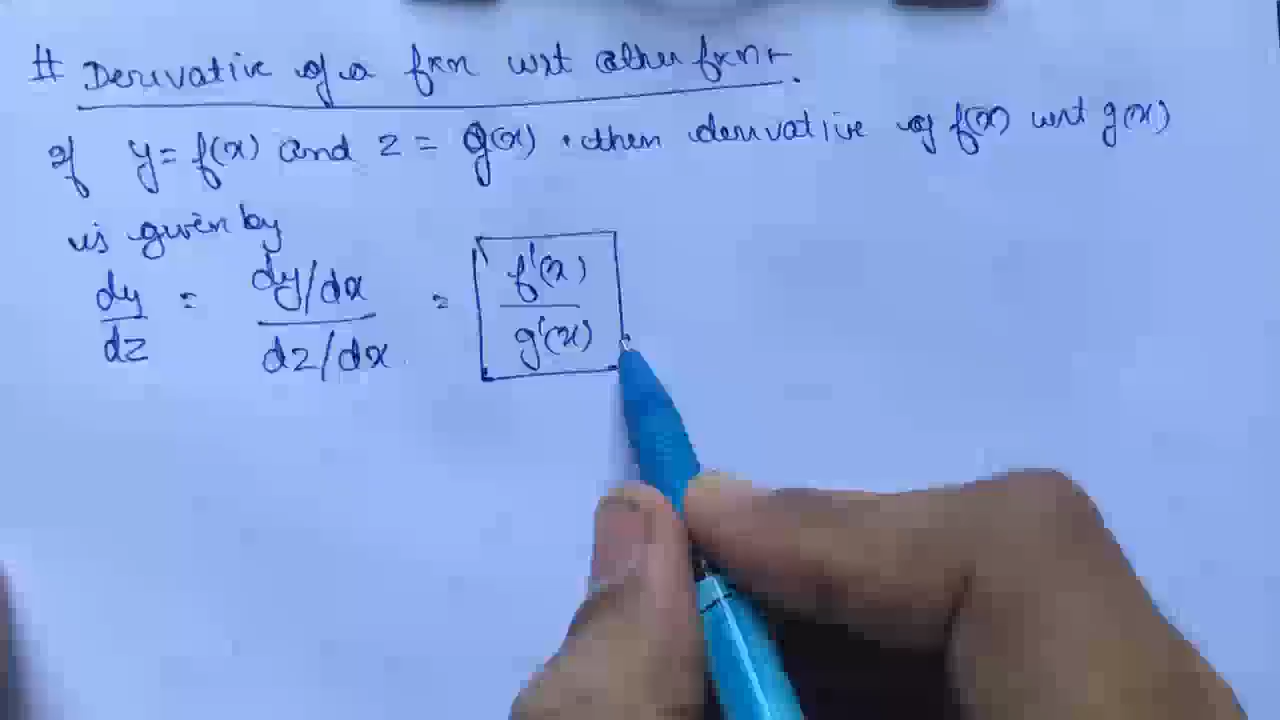 # Derivative of a fxn wrt other fxn.
If y = f(x) and z = g(x) . then derivative of f(x) wrt g(x)
is given by
dy/dz = (dy/dx)/(dz/dx) = f'(x)/g'(x)